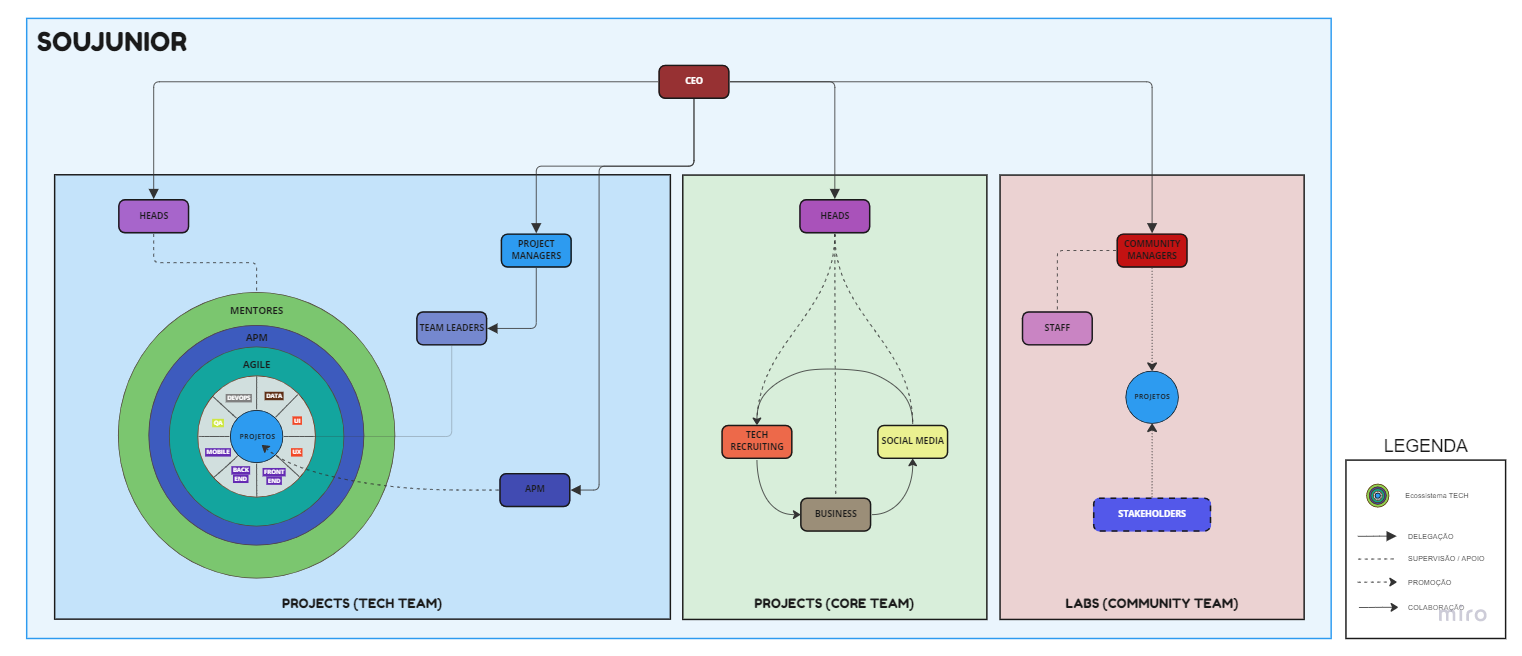 SOUJUNIOR
CEO
HEADS
PROJECT
MANAGERS
TEAM LEADERS
MENTORES
APM
AGILE
DEVOPS
DATA
QA
UI
PROJETOS
MOBILE
UX
BACK
END
FRONT
END
APM
PROJECTS (TECH TEAM)
HEADS
TECH
RECRUITING
SOCIAL MEDIA
BUSINESS
PROJECTS (CORE TEAM)
COMMUNITY
MANAGERS
STAFF
PROJETOS
STAKEHOLDERS
LABS (COMMUNITY TEAM)
LEGENDA
Ecossistema TECH
DELEGAÇÃO
SUPERVISÃO / APOIO
PROMOÇÃO
COLABORAÇÃO
miro